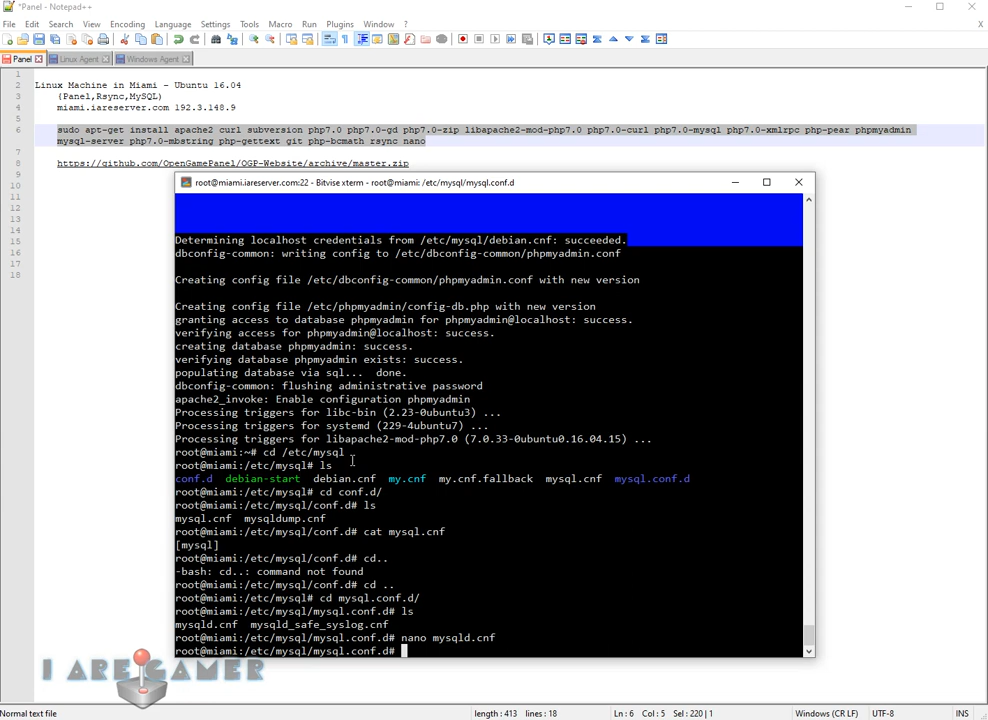 *Panel - Notepad++
File Edit Search View Encoding Language Settings Tools Macro Run Plugins Window ?
X
Panel Linux Agent Windows Agent
1
2 Linux Machine in Miami - Ubuntu 16.04
3 (Panel,Rsync,MySQL)
4 miami.iareserver.com 192.3.148.9
5
6 sudo apt-get install apache2 curl subversion php7.0 php7.0-gd php7.0-zip libapache2-mod-php7.0 php7.0-curl php7.0-mysql php7.0-xmlrpc php-pear phpmyadmin
mysql-server php7.0-mbstring php-gettext git php-bcmath rsync nano
7
8 https://github.com/OpenGamePanel/OGP-Website/archive/master.zip
9
10
11
12
13
14
15
16
17
18
root@miami.iareserver.com:22 - Bitvise xterm - root@miami: /etc/mysql/mysql.conf.d
Determining localhost credentials from /etc/mysql/debian.cnf: succeeded.
dbconfig-common: writing config to /etc/dbconfig-common/phpmyadmin.conf
Creating config file /etc/dbconfig-common/phpmyadmin.conf with new version
Creating config file /etc/phpmyadmin/config-db.php with new version
granting access to database phpmyadmin for phpmyadmin@localhost: success.
verifying access for phpmyadmin@localhost: success.
creating database phpmyadmin: success.
verifying database phpmyadmin exists: success.
populating database via sql...  done.
dbconfig-common: flushing administrative password
apache2_invoke: Enable configuration phpmyadmin
Processing triggers for libc-bin (2.23-0ubuntu3) ...
Processing triggers for systemd (229-4ubuntu7) ...
Processing triggers for libapache2-mod-php7.0 (7.0.33-0ubuntu0.16.04.15) ...
root@miami:~# cd /etc/mysql
root@miami:/etc/mysql# ls
conf.d  debian-start  debian.cnf  my.cnf  my.cnf.fallback  mysql.cnf  mysql.conf.d
root@miami:/etc/mysql# cd conf.d/
root@miami:/etc/mysql/conf.d# ls
mysql.cnf  mysqldump.cnf
root@miami:/etc/mysql/conf.d# cat mysql.cnf
[mysql]
root@miami:/etc/mysql/conf.d# cd..
-bash: cd..: command not found
root@miami:/etc/mysql/conf.d# cd ..
root@miami:/etc/mysql# cd mysql.conf.d/
root@miami:/etc/mysql/mysql.conf.d# ls
mysqld.cnf  mysqld_safe_syslog.cnf
root@miami:/etc/mysql/mysql.conf.d# nano mysqld.cnf
root@miami:/etc/mysql/mysql.conf.d#
I ARE GAMER
Normal text file length : 413 lines : 18 Ln : 6 Col : 5 Sel : 220 | 1 Windows (CR LF) UTF-8 INS